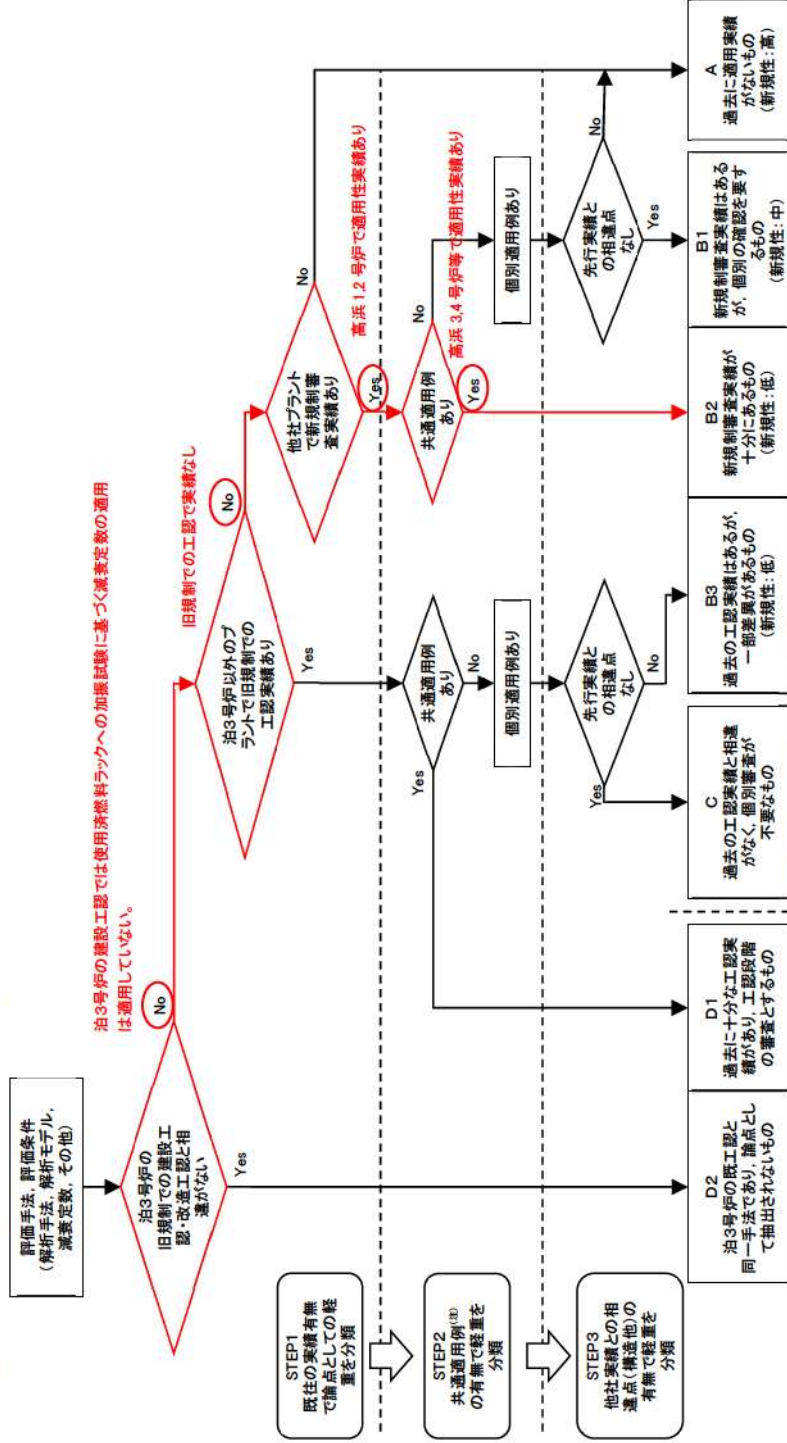 評価手法，評価条件
（解析手法，解析モデル，
減衰定数，その他）
泊3号炉の建設工認では使用済燃料ラックへの加振試験に基づく減衰定数の適用
は適用していない。
泊3号炉の
旧規制での建設工
認・改造工認と相
違がない
No
Yes
旧規制での工認で実績なし
泊3号炉以外のプ
ラントで旧規制での
工認実績あり
No
Yes
他社プラント
で新規制審
査実績あり
No
高浜1,2 号炉で適用性実績あり
Yes
STEP1
既往の実績有無
で論点としての軽
重を分類
STEP2
共通適用例(注)
の有無で軽重を
分類
共通適用例
あり
Yes
No
個別適用例あり
共通適用例
あり
No
高浜 3,4 号炉等で適用性実績あり
Yes
個別適用例あり
STEP3
他社実績との相
違点(構造他)の
有無で軽重を
分類
先行実績と
の相違点
なし
Yes
No
先行実績と
の相違点
なし
No
Yes
D2
泊3号炉の既工認と
同一手法であり，論点とし
て抽出されないもの
D1
過去に十分な工認実
績があり，工認段階
の審査とするもの
C
過去の工認実績と相違
がなく，個別審査が
不要なもの
B3
過去の工認実績はあるが，
一部差異があるもの
（新規性：低）
B2
新規制審査実績が
十分にあるもの
（新規性：低）
B1
新規制審査実績はある
が，個別の確認を要す
るもの
（新規性：中）
A
過去に適用実績
がないもの
（新規性：高）